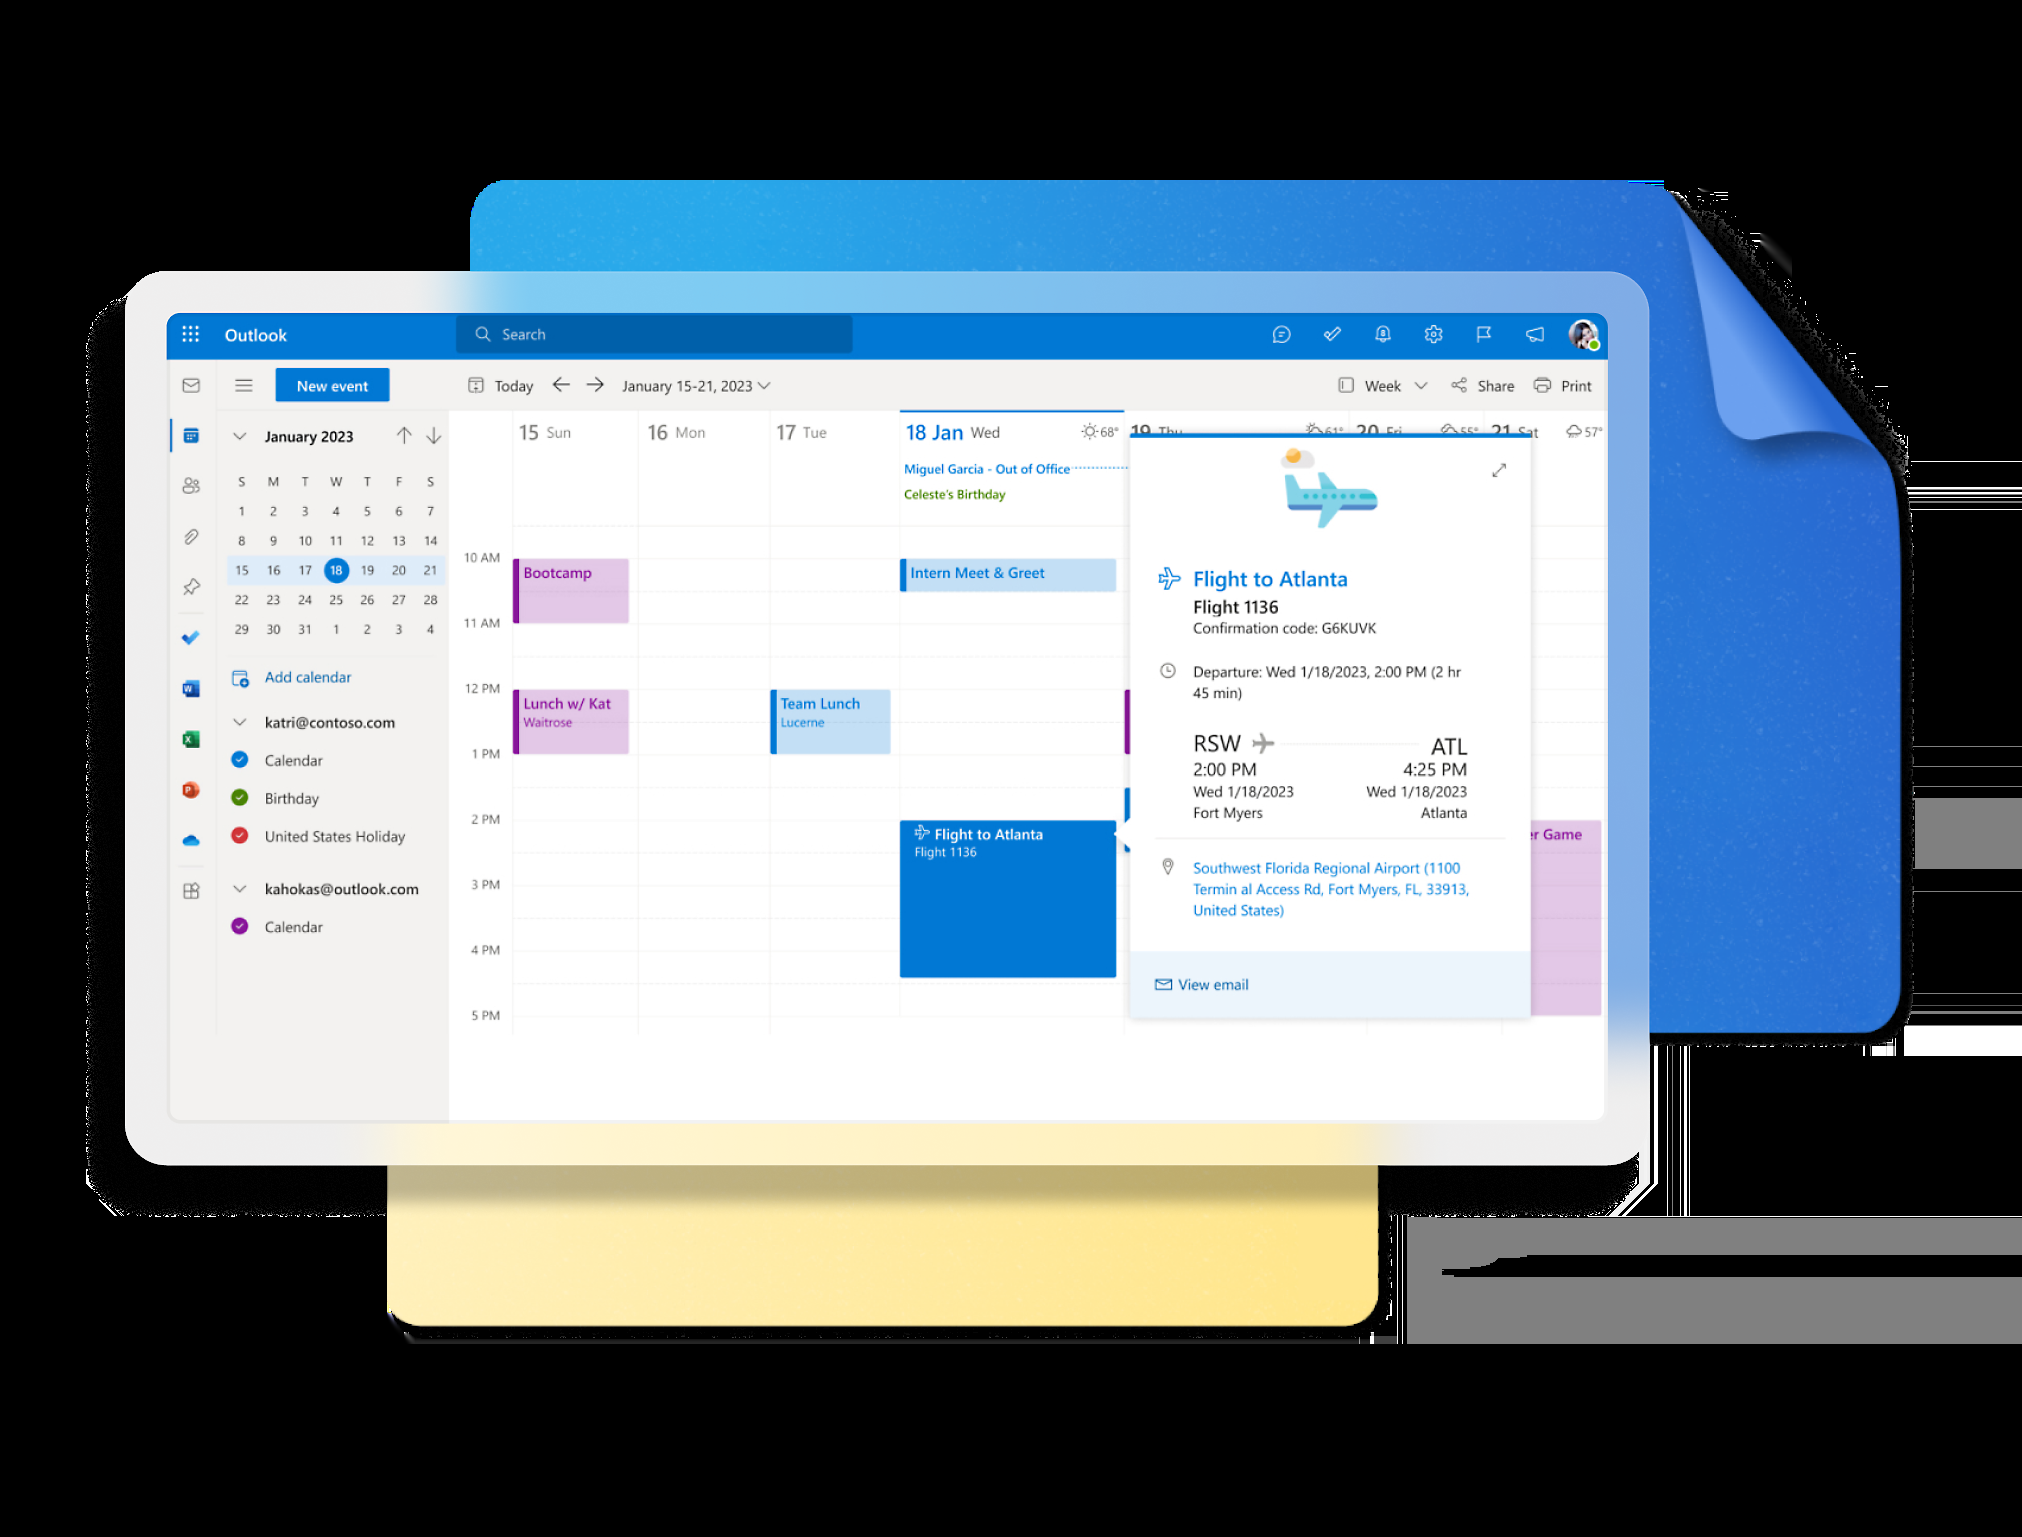 Outlook
Search
New event
Today
January 15-21, 2023
Week
Share
Print
January 2023
S M T W T F S
1 2 3 4 5 6 7
8 9 10 11 12 13 14
15 16 17 18 19 20 21
22 23 24 25 26 27 28
29 30 31 1 2 3 4
Add calendar
katri@contoso.com
Calendar
Birthday
United States Holiday
kahokas@outlook.com
Calendar
15 Sun
16 Mon
17 Tue
18 Jan Wed
68°
19 Thu
61°
20 Fri
55°
21 Sat
57°
Miguel Garcia - Out of Office
Celeste's Birthday
10 AM
11 AM
12 PM
1 PM
2 PM
3 PM
4 PM
5 PM
Bootcamp
Lunch w/ Kat
Waitrose
Team Lunch
Lucerne
Intern Meet & Greet
Flight to Atlanta
Flight 1136
Flight to Atlanta
Flight 1136
Confirmation code: G6KUVK
Departure: Wed 1/18/2023, 2:00 PM (2 hr
45 min)
RSW
ATL
2:00 PM
4:25 PM
Wed 1/18/2023
Wed 1/18/2023
Fort Myers
Atlanta
Southwest Florida Regional Airport (1100
Termin al Access Rd, Fort Myers, FL, 33913,
United States)
View email
Game